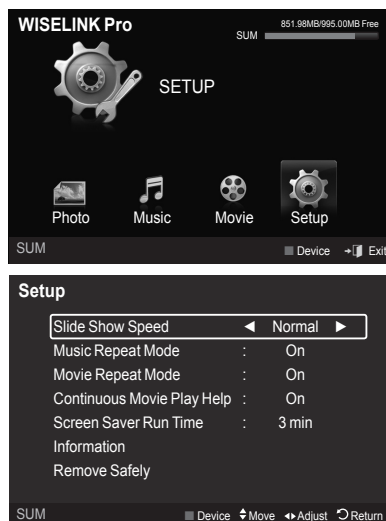 WISELINK Pro
851.98MB/995.00MB Free
SUM
SETUP
Photo Music Movie Setup
SUM Device Exit
Setup
Slide Show Speed ◀ Normal ▶
Music Repeat Mode : On
Movie Repeat Mode : On
Continuous Movie Play Help : On
Screen Saver Run Time : 3 min
Information
Remove Safely
SUM Device Move Adjust Return